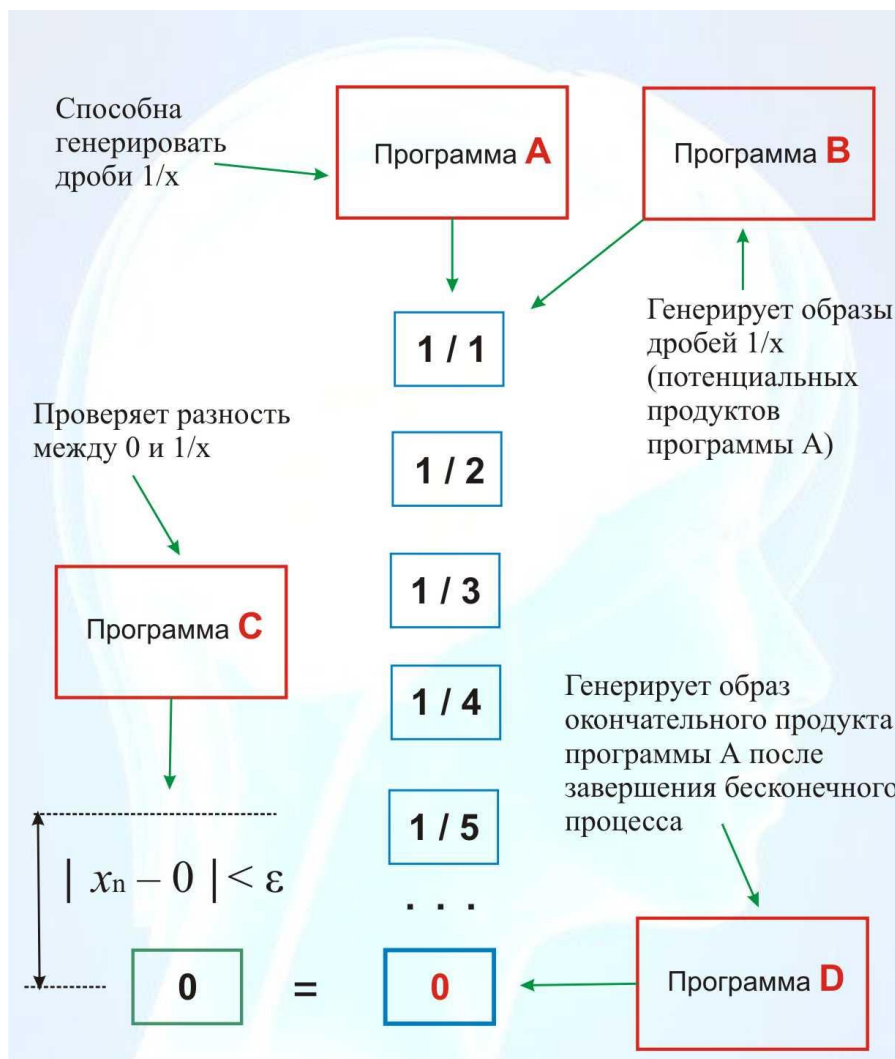 Способна
генерировать
дроби 1/x
Программа A
Программа B
Генерирует образы
дробей 1/x
(потенциальных
продуктов
программы А)
1 / 1
Проверяет разность
между 0 и 1/x
1 / 2
1 / 3
Программа C
1 / 4
Генерирует образ
окончательного продукта
программы А после
завершения бесконечного
процесса
1 / 5
| xn – 0 | < ε
. . .
0 = 0
Программа D